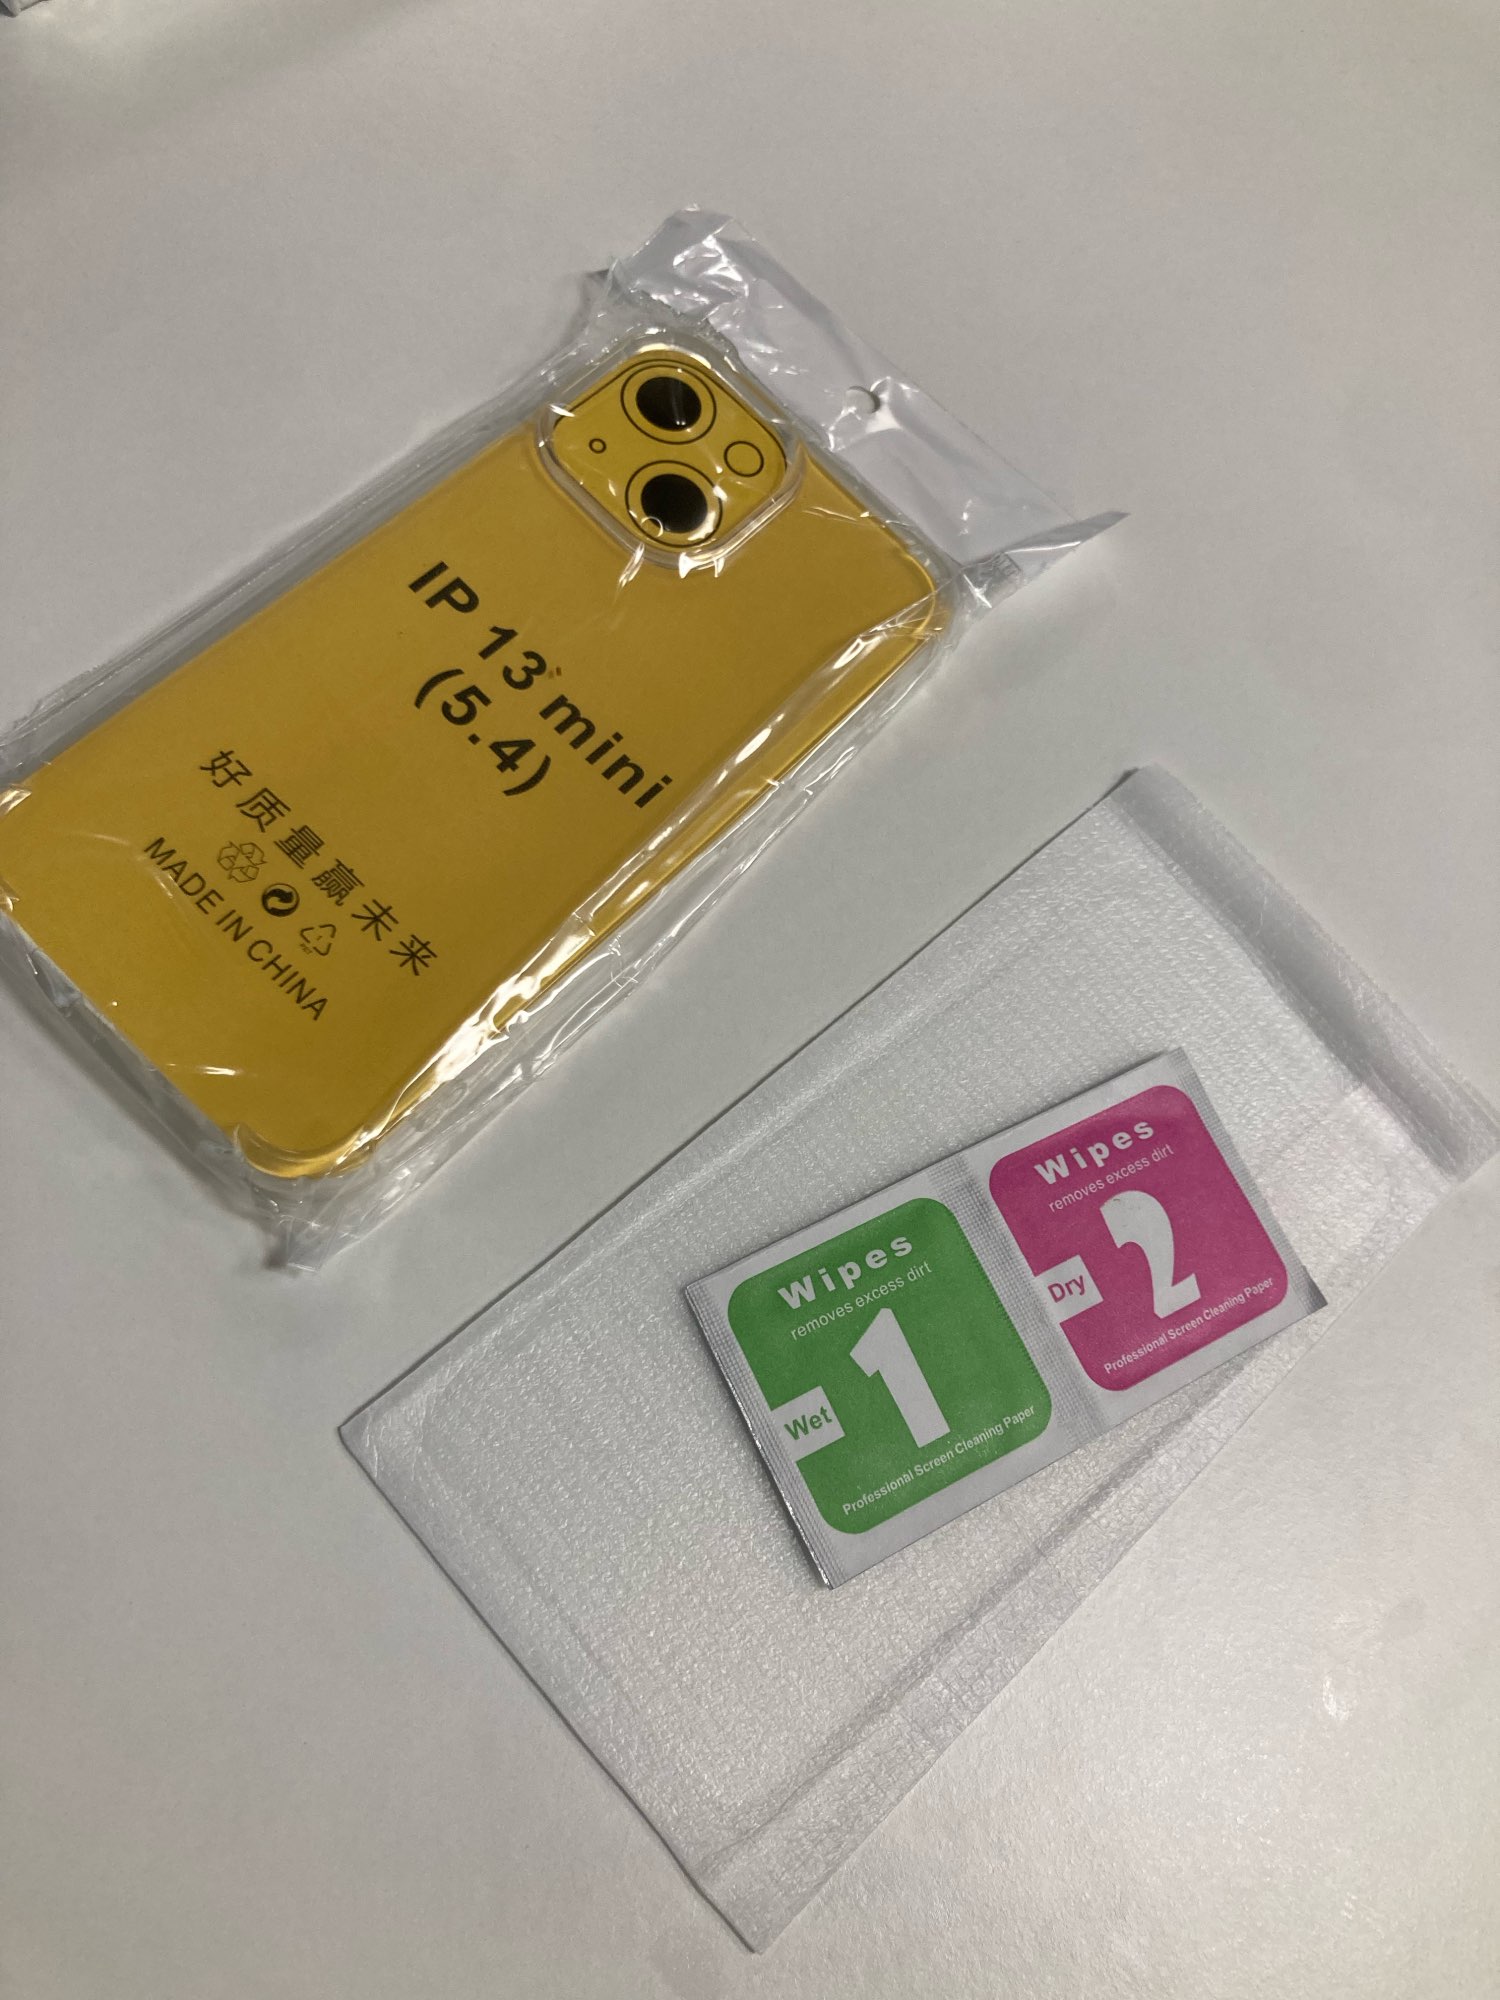 IP 13 mini
(5.4)
好质量赢未来
MADE IN CHINA
Wipes
removes excess dirt
1
Wet
Professional Screen Cleaning Paper
Wipes
removes excess dirt
2
Dry
Professional Screen Cleaning Paper